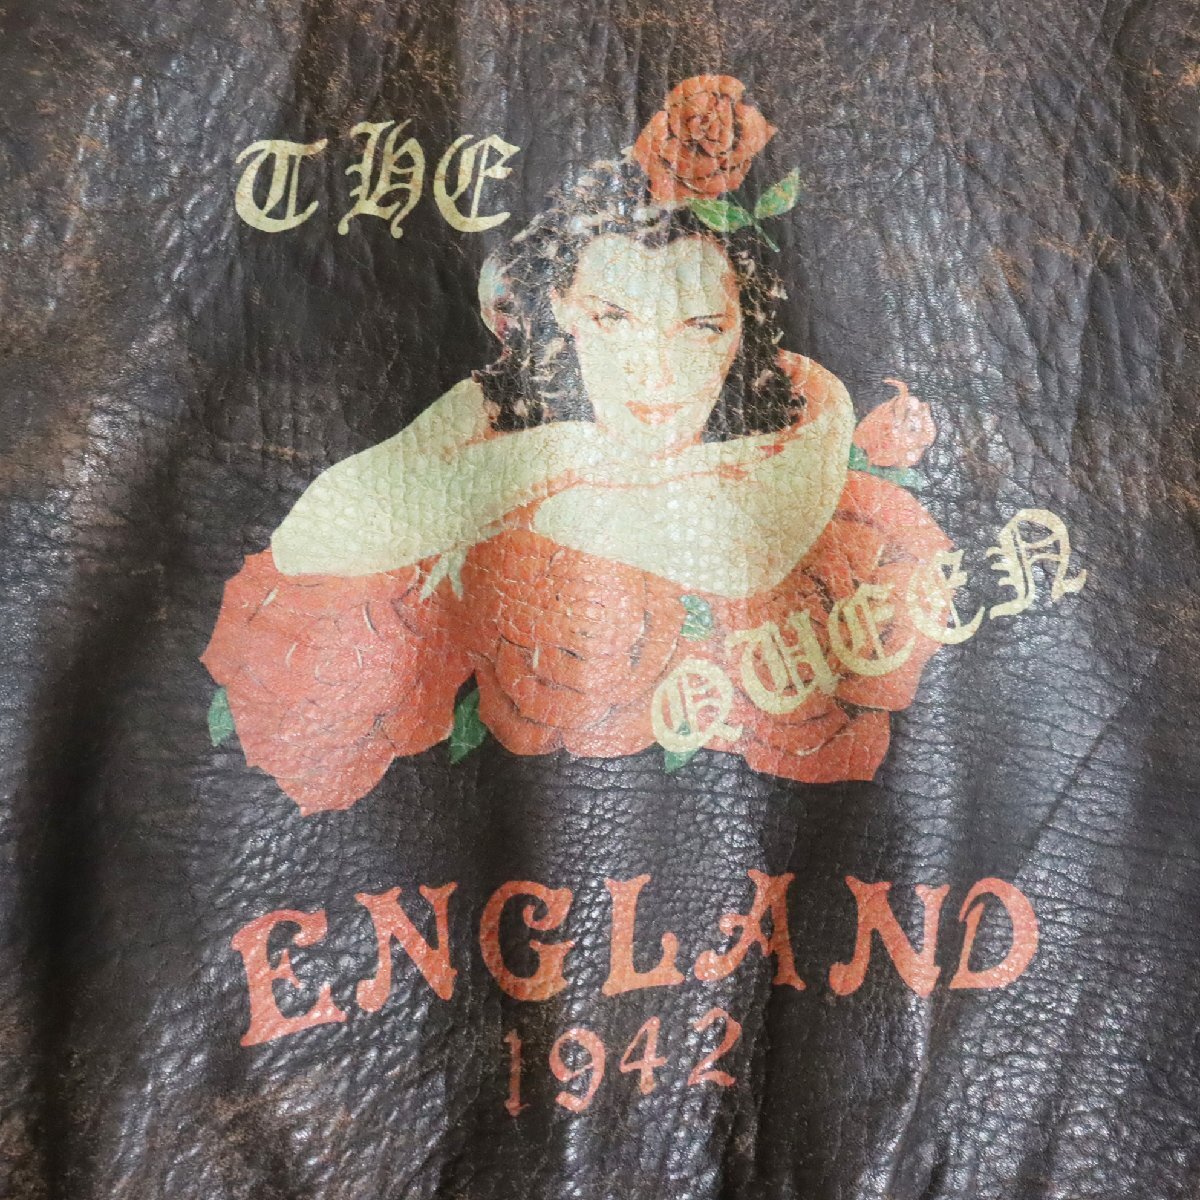 THE
QUEEN
ENGLAND
1942